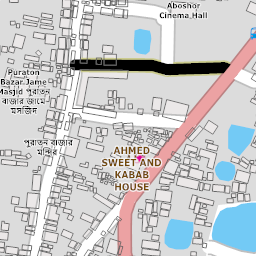 Aboshor
Cinema Hall
Puraton
Bazar Jame
Masjid পুরাতন
বাজার জামে
মসজিদ
পুরাতন বাজার
মন্দির
AHMED
SWEET AND
KABAB
HOUSE